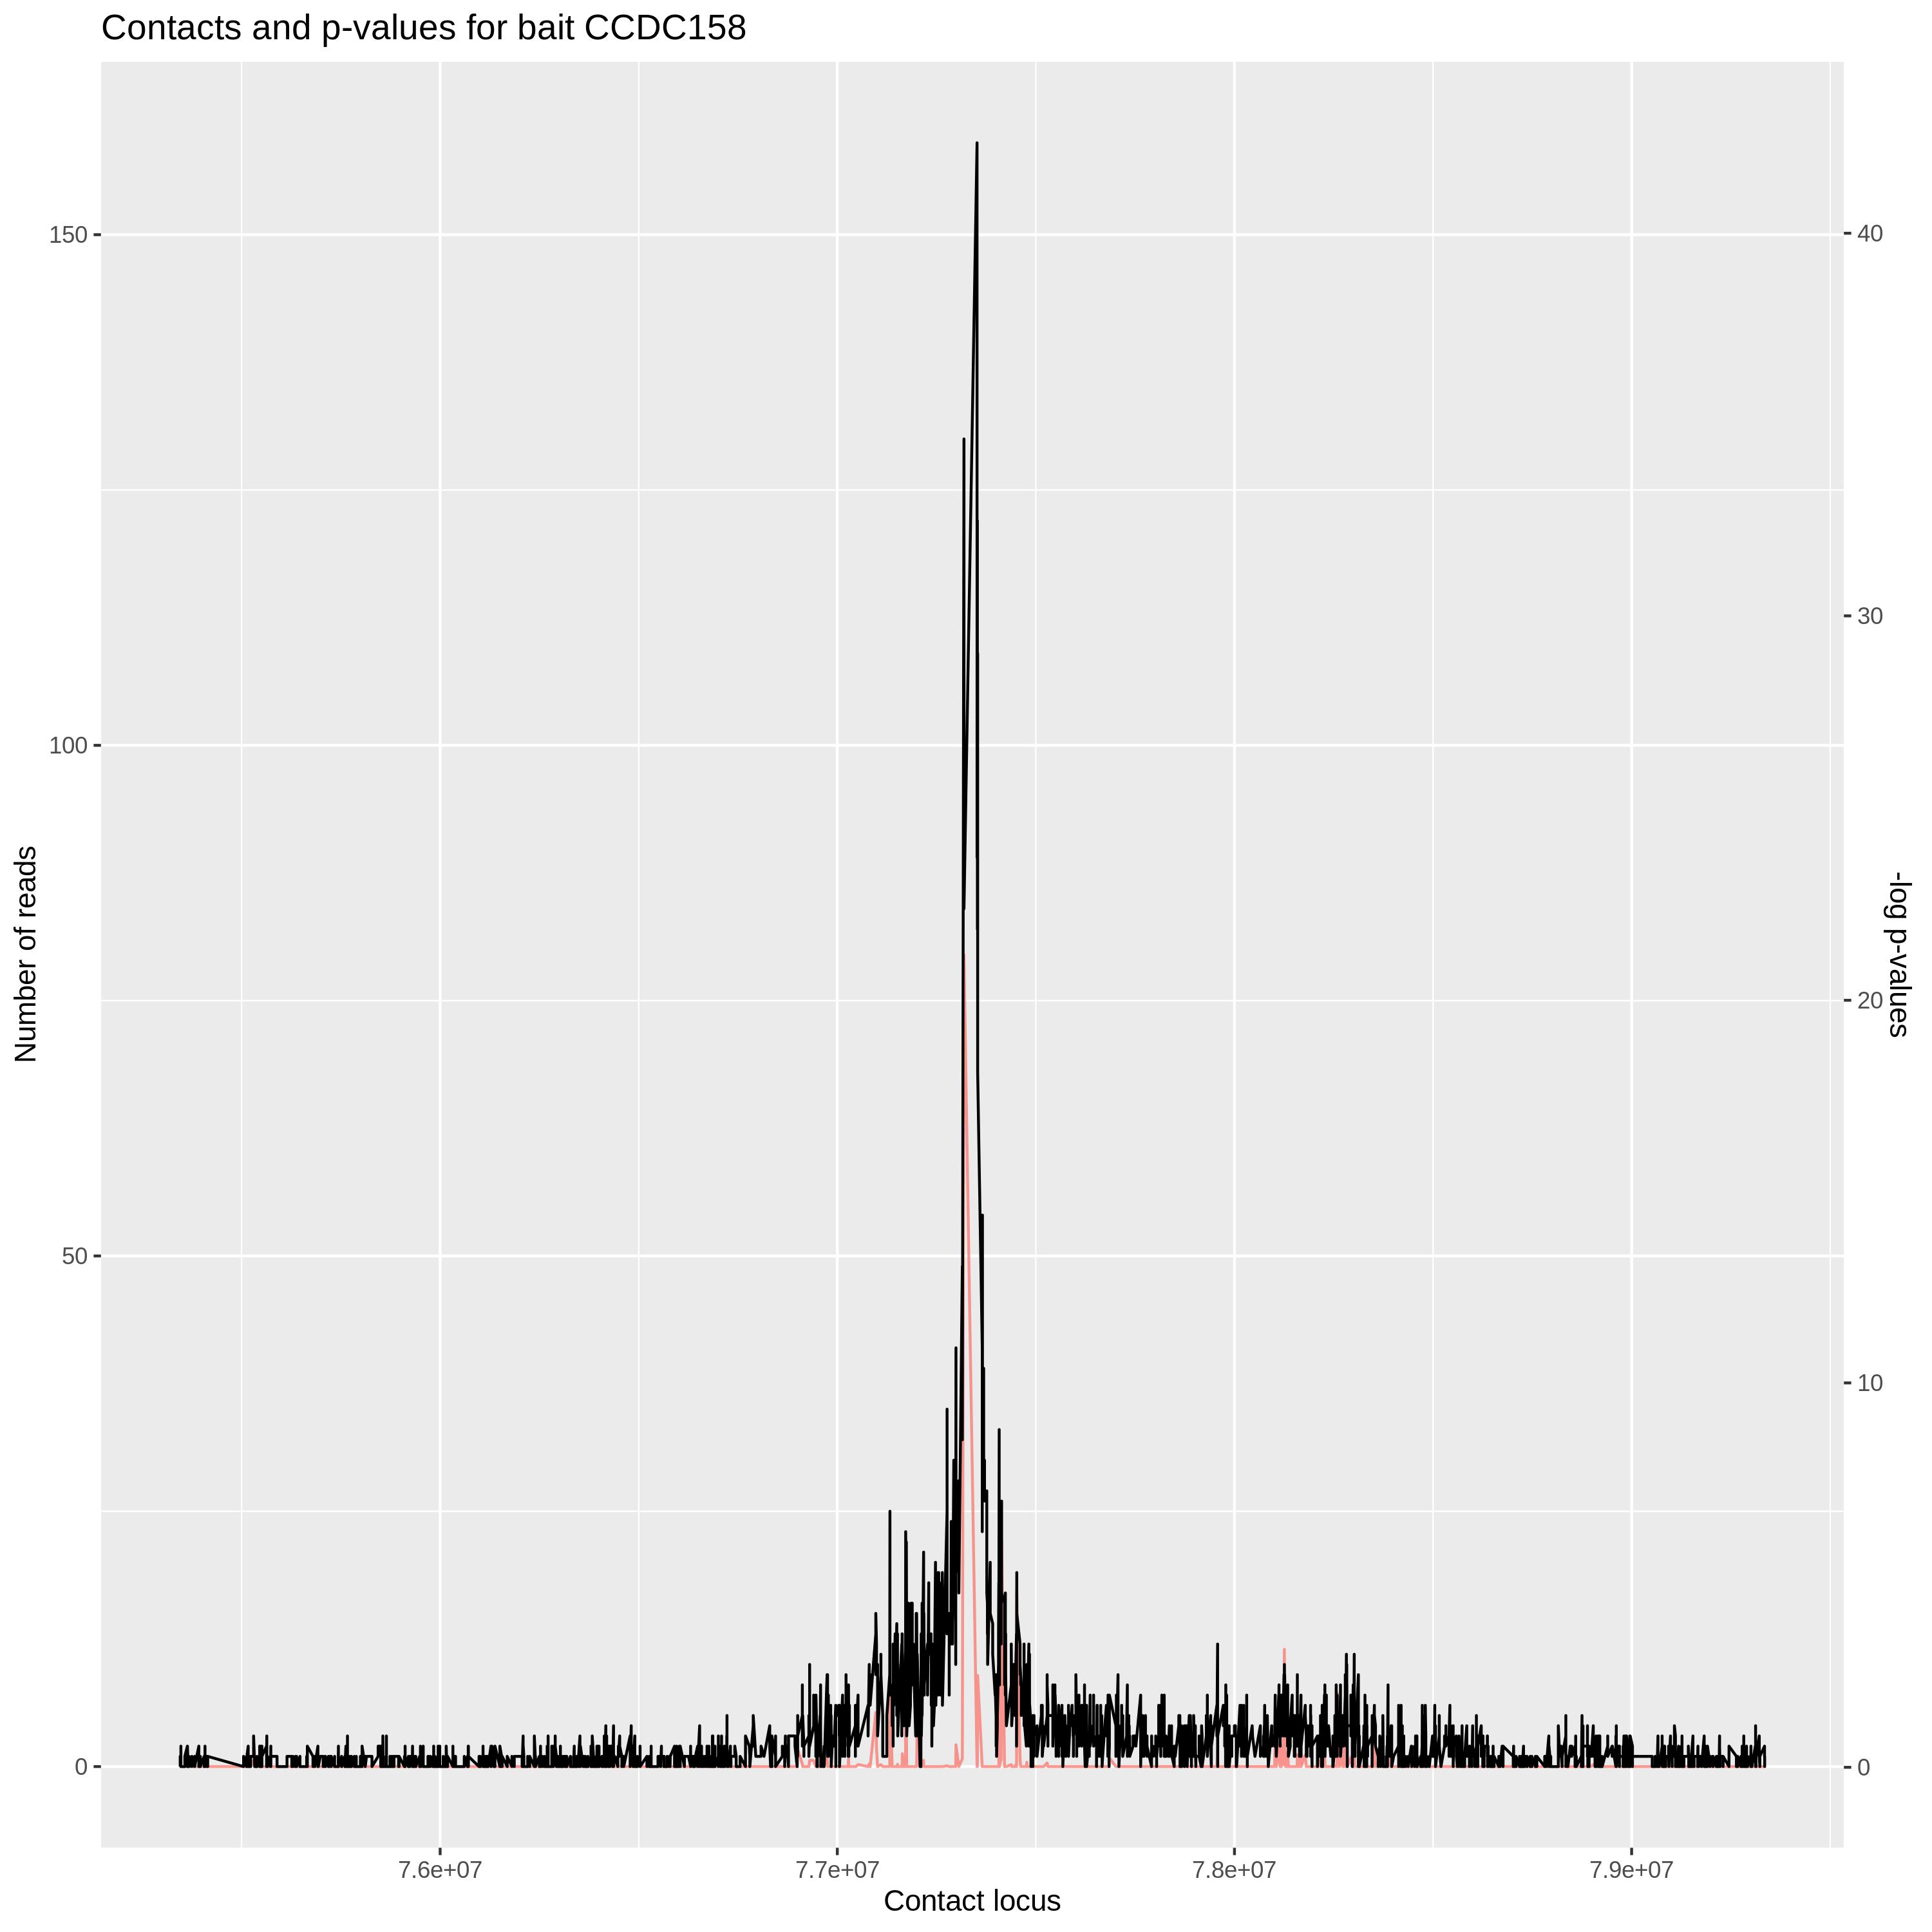 Contacts and p-values for bait CCDC158
150
100
50
0
Number of reads
40
30
20
10
0
-log p-values
7.6e+07
7.7e+07
7.8e+07
7.9e+07
Contact locus